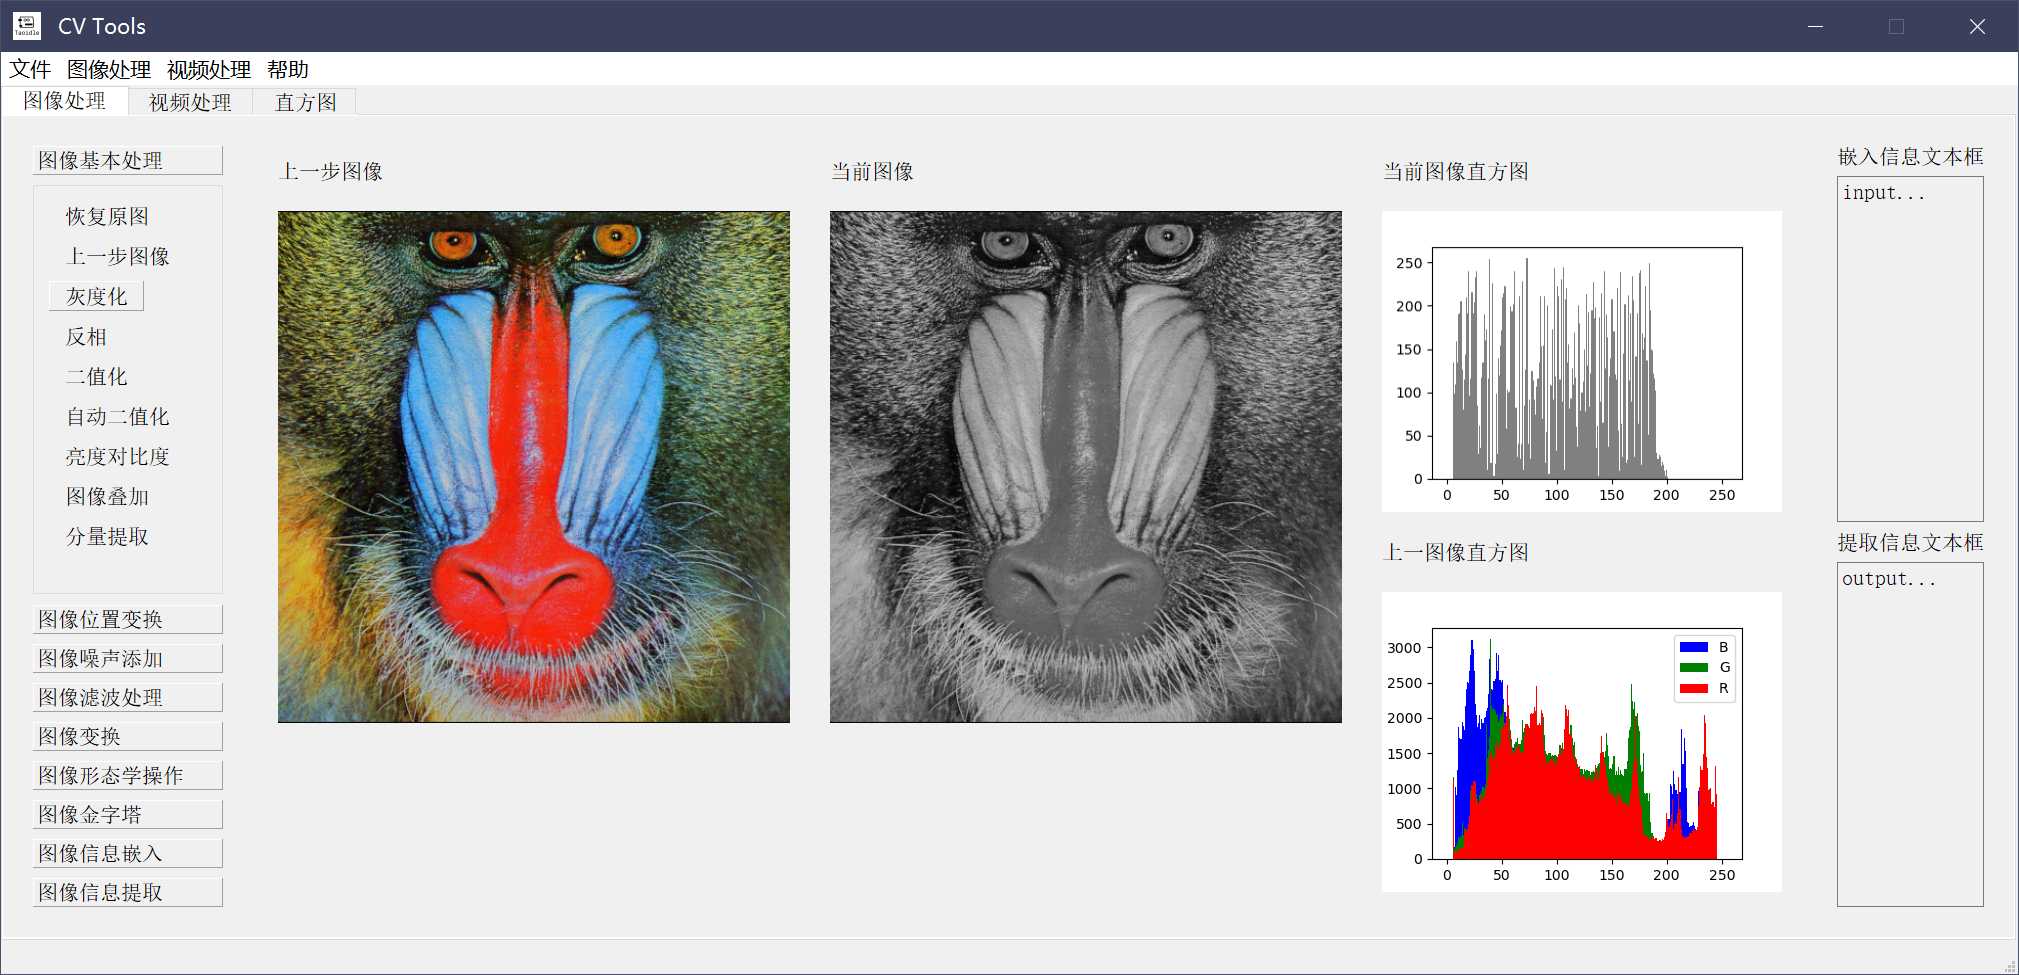 CV Tools
文件 图像处理 视频处理 帮助
图像处理 视频处理 直方图
图像基本处理
恢复原图
上一步图像
灰度化
反相
二值化
自动二值化
亮度对比度
图像叠加
分量提取
图像位置变换
图像噪声添加
图像滤波处理
图像变换
图像形态学操作
图像金字塔
图像信息嵌入
图像信息提取
上一步图像
当前图像
当前图像直方图
250
200
150
100
50
0
0 50 100 150 200 250
上一图像直方图
3000
2500
2000
1500
1000
500
0
0 50 100 150 200 250
B
G
R
嵌入信息文本框
input...
提取信息文本框
output...